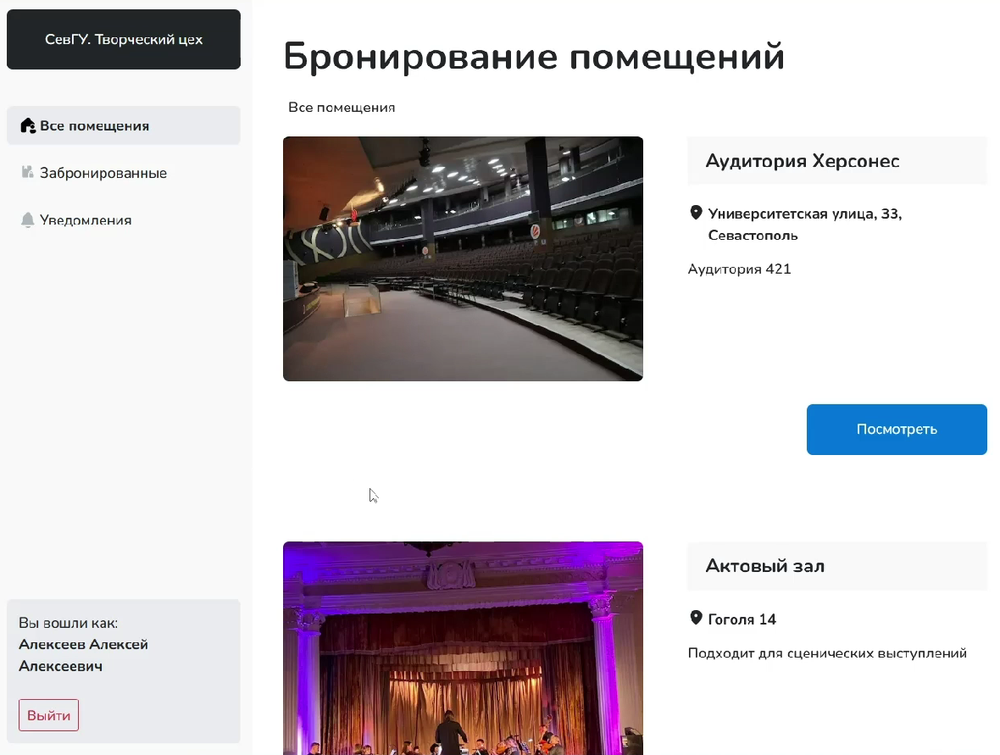 СевГУ. Творческий цех
Все помещения
Забронированные
Уведомления
Вы вошли как:
Алексеев Алексей
Алексеевич
Выйти
Бронирование помещений
Все помещения
Аудитория Херсонес
Университетская улица, 33,
Севастополь
Аудитория 421
Посмотреть
Актовый зал
Гоголя 14
Подходит для сценических выступлений